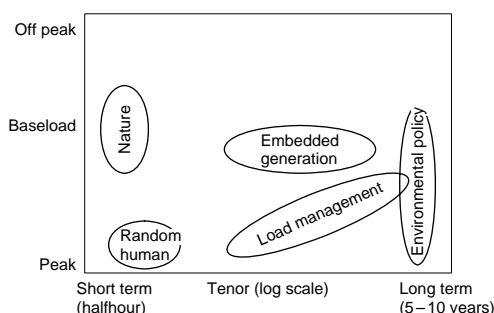 Off peak
Baseload
Peak
Nature
Random
human
Embedded
generation
Load management
Environmental policy
Short term
(halfhour)
Tenor (log scale)
Long term
(5–10 years)